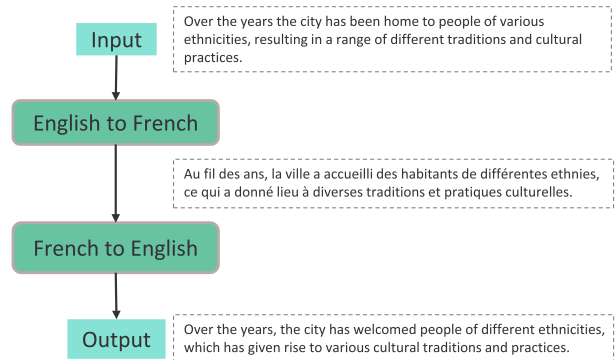 Input
Over the years the city has been home to people of various
ethnicities, resulting in a range of different traditions and cultural
practices.
English to French
Au fil des ans, la ville a accueilli des habitants de différentes ethnies,
ce qui a donné lieu à diverses traditions et pratiques culturelles.
French to English
Output
Over the years, the city has welcomed people of different ethnicities,
which has given rise to various cultural traditions and practices.